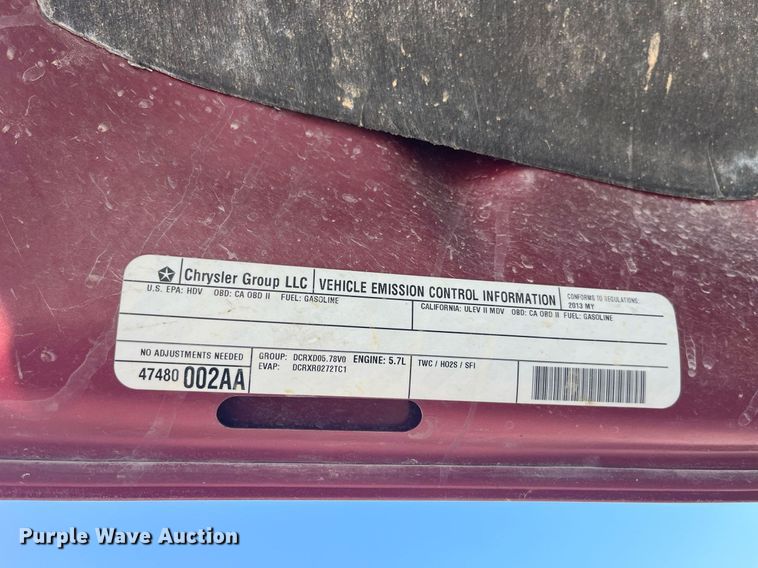 Chrysler Group LLC VEHICLE EMISSION CONTROL INFORMATION CONFORMS TO REGULATIONS:
2013 MY
U.S. EPA: HDV OBD: CA OBD II FUEL: GASOLINE
CALIFORNIA: ULEV II MDV OBD: CA OBD II FUEL: GASOLINE
NO ADJUSTMENTS NEEDED
47480 002AA
GROUP: DCRXD05.78V0 ENGINE: 5.7L
EVAP: DCRXR0272TC1
TWC / HO2S / SFI
Purple Wave Auction